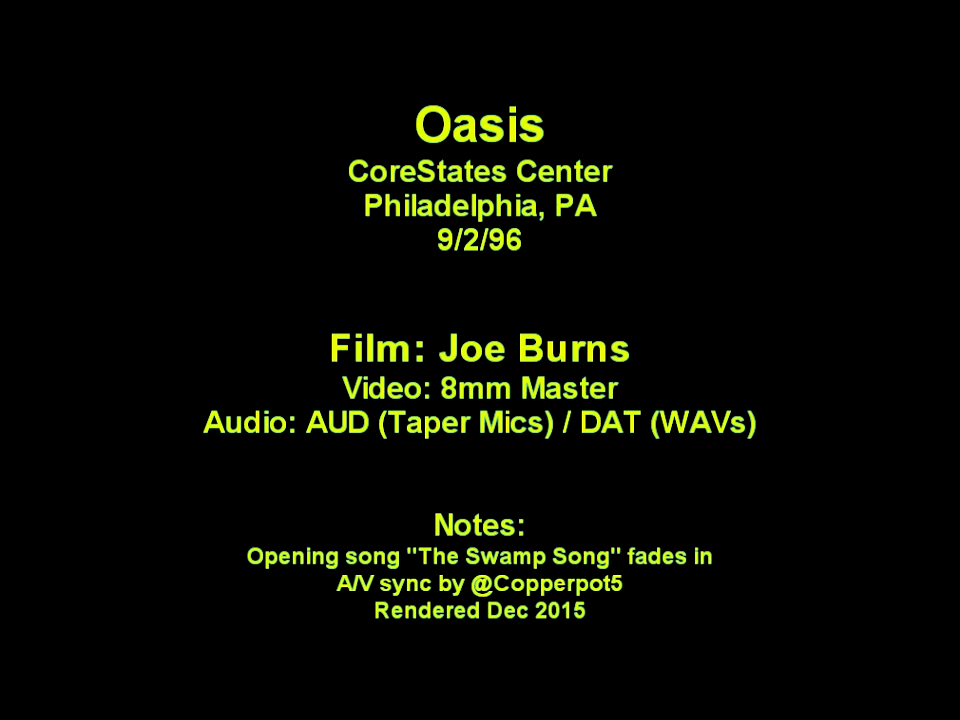 Oasis
CoreStates Center
Philadelphia, PA
9/2/96
Film: Joe Burns
Video: 8mm Master
Audio: AUD (Taper Mics) / DAT (WAVs)
Notes:
Opening song "The Swamp Song" fades in
A/V sync by @Copperpot5
Rendered Dec 2015